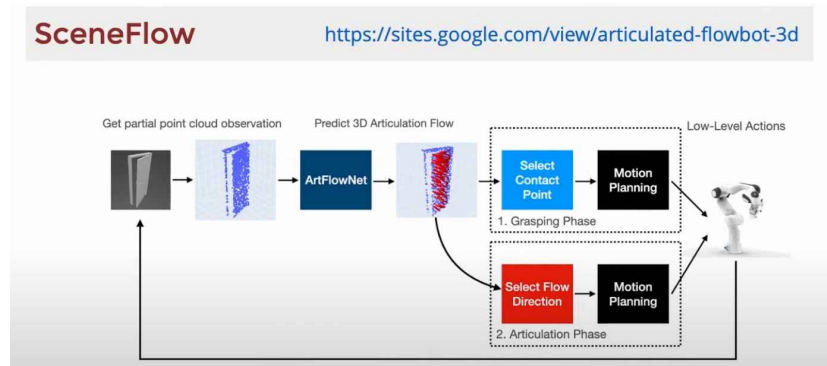 SceneFlow
https://sites.google.com/view/articulated-flowbot-3d
Get partial point cloud observation
Predict 3D Articulation Flow
Low-Level Actions
ArtFlowNet
Select
Contact
Point
Motion
Planning
1. Grasping Phase
Select Flow
Direction
Motion
Planning
2. Articulation Phase